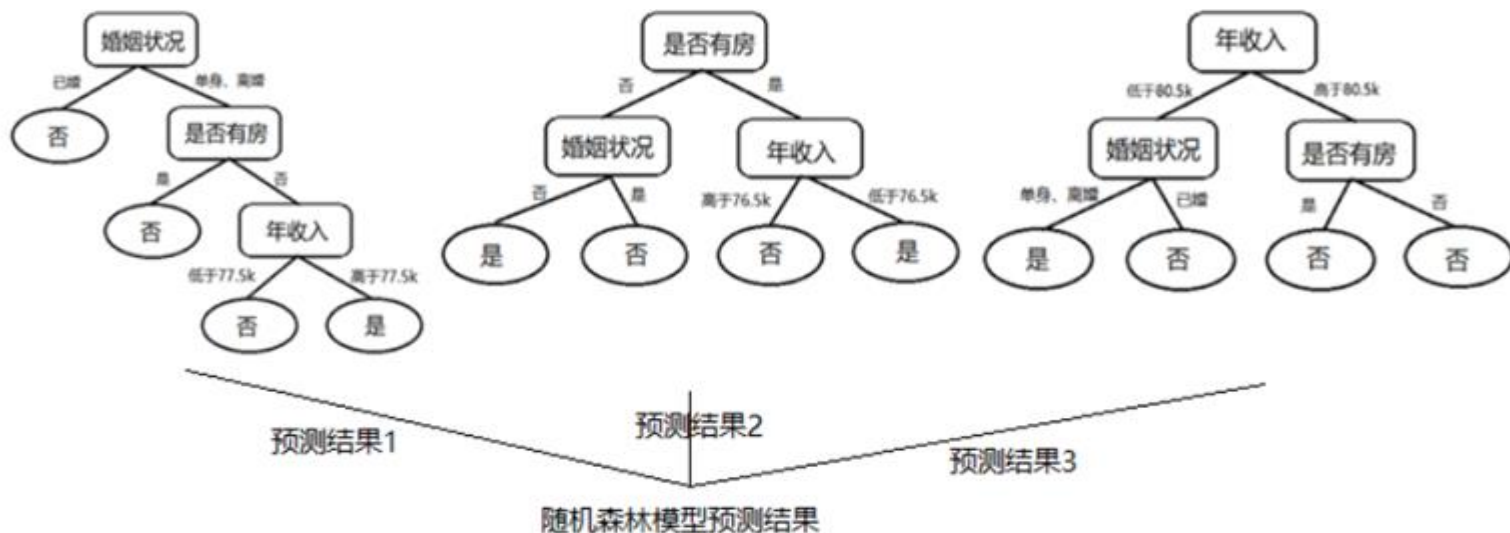 婚姻状况
已婚
单身、离婚
否
是否有房
是
否
否
年收入
低于77.5k
高于77.5k
否
是
是否有房
否
是
婚姻状况
年收入
否
是
高于76.5k
低于76.5k
是
否
否
是
年收入
低于80.5k
高于80.5k
婚姻状况
是否有房
单身、离婚
已婚
是
否
是
否
否
否
预测结果1
预测结果2
预测结果3
随机森林模型预测结果